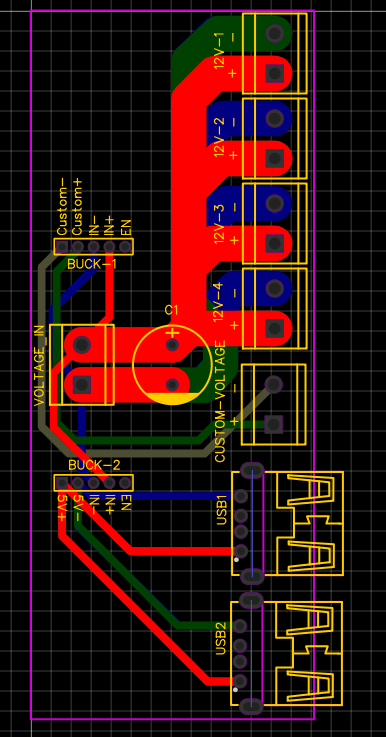 12V-1
−
+
12V-2
−
+
12V-3
−
+
12V-4
−
+
Custom-
Custom+
IN-
IN+
EN
BUCK-1
C1
+
VOLTAGE_IN
CUSTOM-VOLTAGE
−
+
BUCK-2
5V+
5V-
IN-
IN+
EN
USB1
USB2